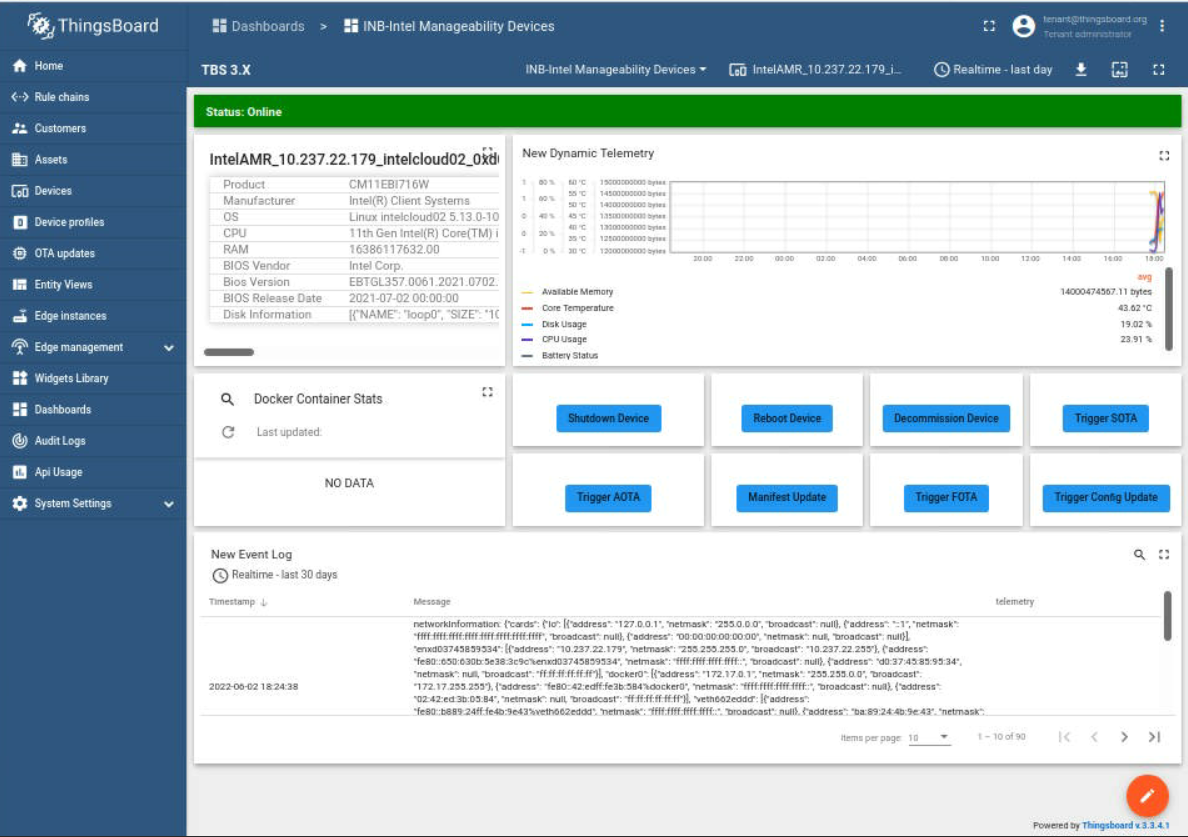 ThingsBoard
Dashboards > INB-Intel Manageability Devices
tenant@thingsboard.org
Tenant administrator
Home
Rule chains
Customers
Assets
Devices
Device profiles
OTA updates
Entity Views
Edge instances
Edge management
Widgets Library
Dashboards
Audit Logs
Api Usage
System Settings
TBS 3.X
INB-Intel Manageability Devices
IntelAMR_10.237.22.179_i...
Realtime - last day
Status: Online
IntelAMR_10.237.22.179_intelcloud02_0xd
Product CM11EBI716W
Manufacturer Intel(R) Client Systems
OS Linux intelcloud02 5.13.0-10
CPU 11th Gen Intel(R) Core(TM) i
RAM 16386117632.00
BIOS Vendor Intel Corp.
Bios Version EBTGL357.0061.2021.0702.
BIOS Release Date 2021-07-02 00:00:00
Disk Information [{"NAME": "loop0", "SIZE": "10
New Dynamic Telemetry
1 80 % 60 °C 15000000000 bytes
55 °C 14500000000 bytes
1 60 % 50 °C 14000000000 bytes
0 40 % 45 °C 13500000000 bytes
40 °C 13000000000 bytes
0 20 % 35 °C 12500000000 bytes
-1 0 % 30 °C 12000000000 bytes
20:00 22:00 00:00 02:00 04:00 06:00 08:00 10:00 12:00 14:00 16:00 18:00
avg
Available Memory 14000474567.11 bytes
Core Temperature 43.62 °C
Disk Usage 19.02 %
CPU Usage 23.91 %
Battery Status
Docker Container Stats
Last updated:
NO DATA
Shutdown Device
Reboot Device
Decommission Device
Trigger SOTA
Trigger AOTA
Manifest Update
Trigger FOTA
Trigger Config Update
New Event Log
Realtime - last 30 days
Timestamp Message telemetry
2022-06-02 18:24:38
networkInformation: {"cards": {"lo": [{"address": "127.0.0.1", "netmask": "255.0.0.0", "broadcast": null}, {"address": "::1", "netmask":
"ffff:ffff:ffff:ffff:ffff:ffff:ffff:ffff", "broadcast": null}, {"address": "00:00:00:00:00:00", "netmask": null, "broadcast": null}],
"enxd03745859534": [{"address": "10.237.22.179", "netmask": "255.255.255.0", "broadcast": "10.237.22.255"}, {"address":
"fe80::650:630b:5e38:3c9c%enxd03745859534", "netmask": "ffff:ffff:ffff:ffff::", "broadcast": null}, {"address": "d0:37:45:85:95:34",
"netmask": null, "broadcast": "ff:ff:ff:ff:ff:ff"}], "docker0": [{"address": "172.17.0.1", "netmask": "255.255.0.0", "broadcast":
"172.17.255.255"}, {"address": "fe80::42:edff:fe3b:584%docker0", "netmask": "ffff:ffff:ffff:ffff::", "broadcast": null}, {"address":
"02:42:ed:3b:05:84", "netmask": null, "broadcast": "ff:ff:ff:ff:ff:ff"}], "veth662eddd": [{"address":
"fe80::b889:24ff:fe4b:9e43%veth662eddd", "netmask": "ffff:ffff:ffff:ffff::", "broadcast": null}, {"address": "ba:89:24:4b:9e:43", "netmask":
Items per page: 10 1 – 10 of 90
Powered by Thingsboard v.3.3.4.1